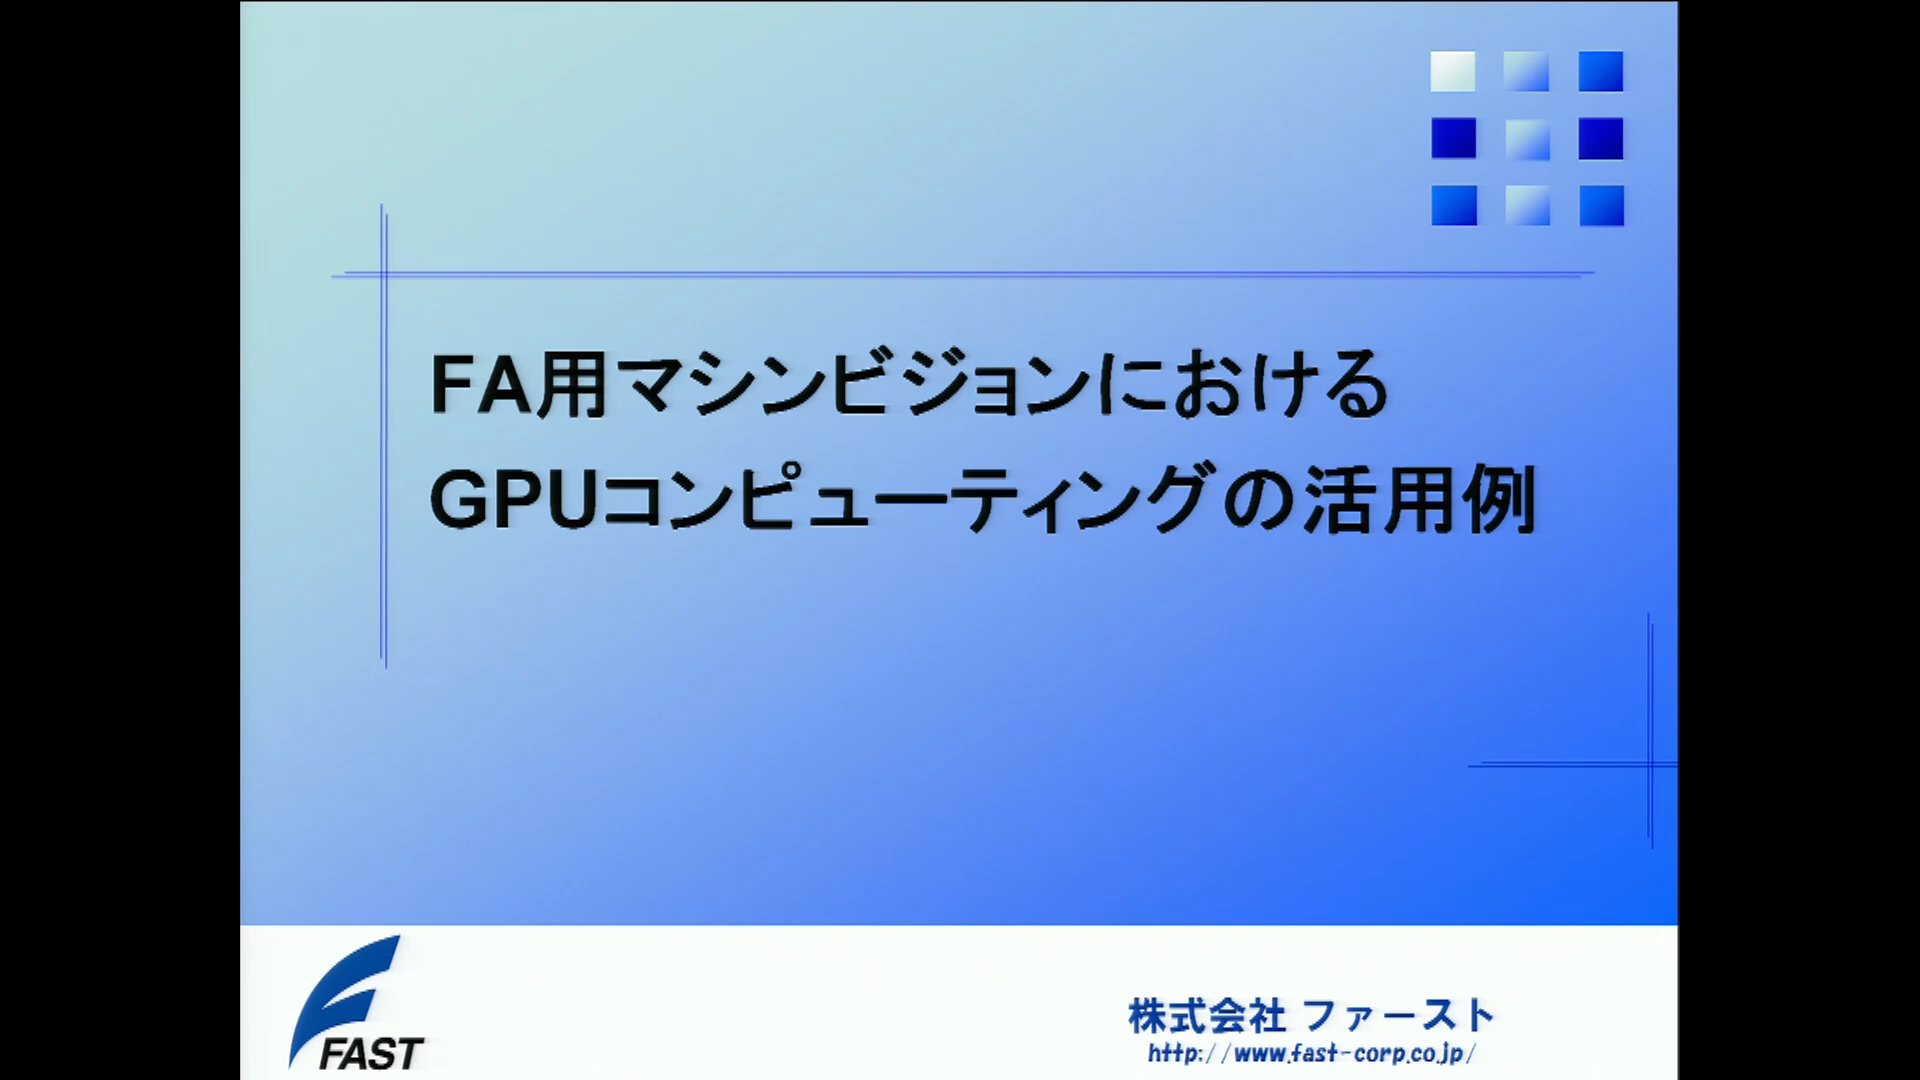 FA用マシンビジョンにおける
GPUコンピューティングの活用例
FAST
株式会社 ファースト
http://www.fast-corp.co.jp/